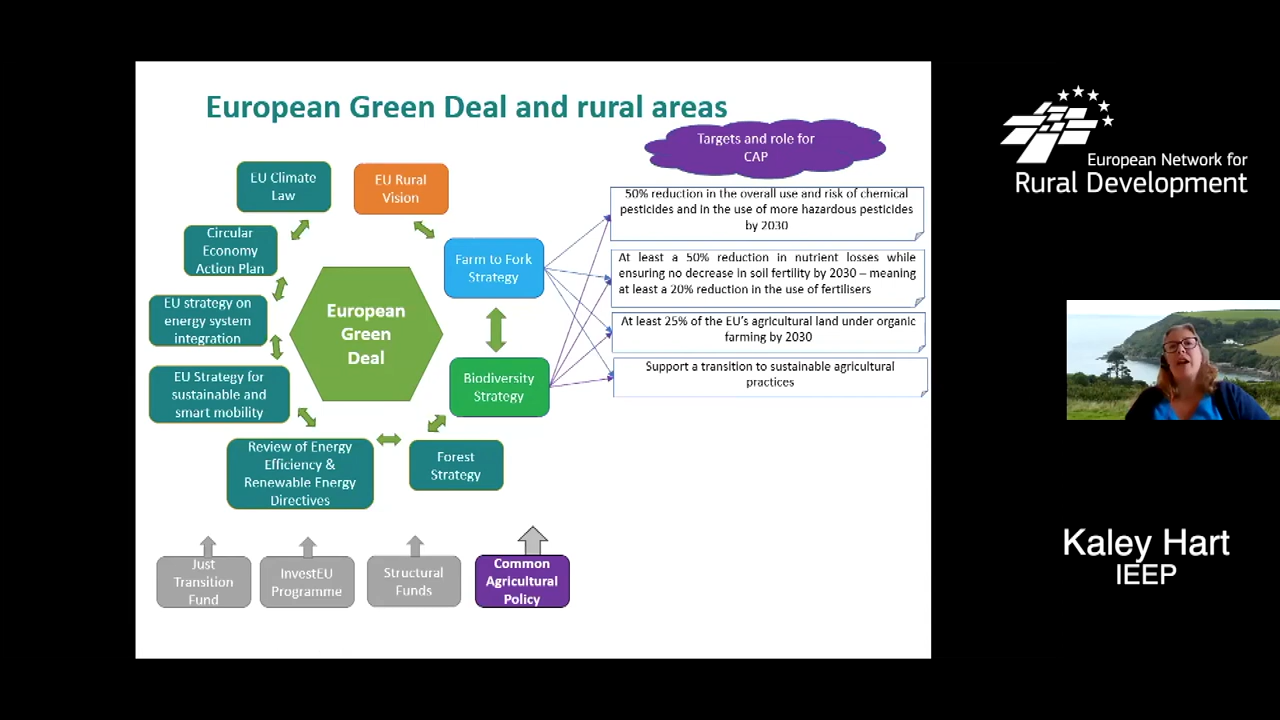 European Green Deal and rural areas
Targets and role for
CAP
EU Climate
Law
EU Rural
Vision
Circular
Economy
Action Plan
EU strategy on
energy system
integration
EU Strategy for
sustainable and
smart mobility
Review of Energy
Efficiency &
Renewable Energy
Directives
Forest
Strategy
Biodiversity
Strategy
Farm to Fork
Strategy
European
Green
Deal
50% reduction in the overall use and risk of chemical
pesticides and in the use of more hazardous pesticides
by 2030
At least a 50% reduction in nutrient losses while
ensuring no decrease in soil fertility by 2030 – meaning
at least a 20% reduction in the use of fertilisers
At least 25% of the EU's agricultural land under organic
farming by 2030
Support a transition to sustainable agricultural
practices
Just
Transition
Fund
InvestEU
Programme
Structural
Funds
Common
Agricultural
Policy
European Network for
Rural Development
Kaley Hart
IEEP